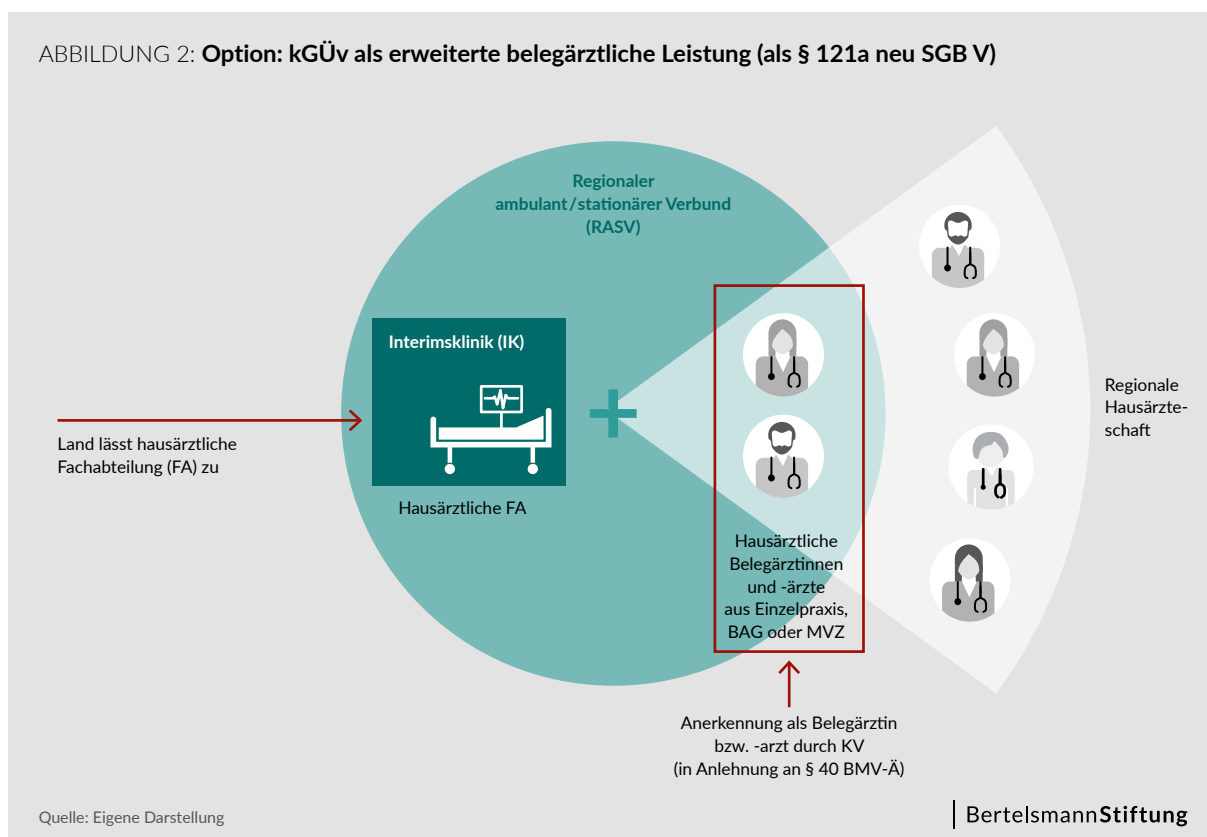 ABBILDUNG 2: Option: kGÜv als erweiterte belegärztliche Leistung (als § 121a neu SGB V)
Regionaler
ambulant/stationärer Verbund
(RASV)
Interimsklinik (IK)
Hausärztliche FA
Land lässt hausärztliche
Fachabteilung (FA) zu
Hausärztliche
Belegärztinnen
und -ärzte
aus Einzelpraxis,
BAG oder MVZ
Regionale
Hausärzte-
schaft
Anerkennung als Belegärztin
bzw. -arzt durch KV
(in Anlehnung an § 40 BMV-Ä)
Quelle: Eigene Darstellung
BertelsmannStiftung